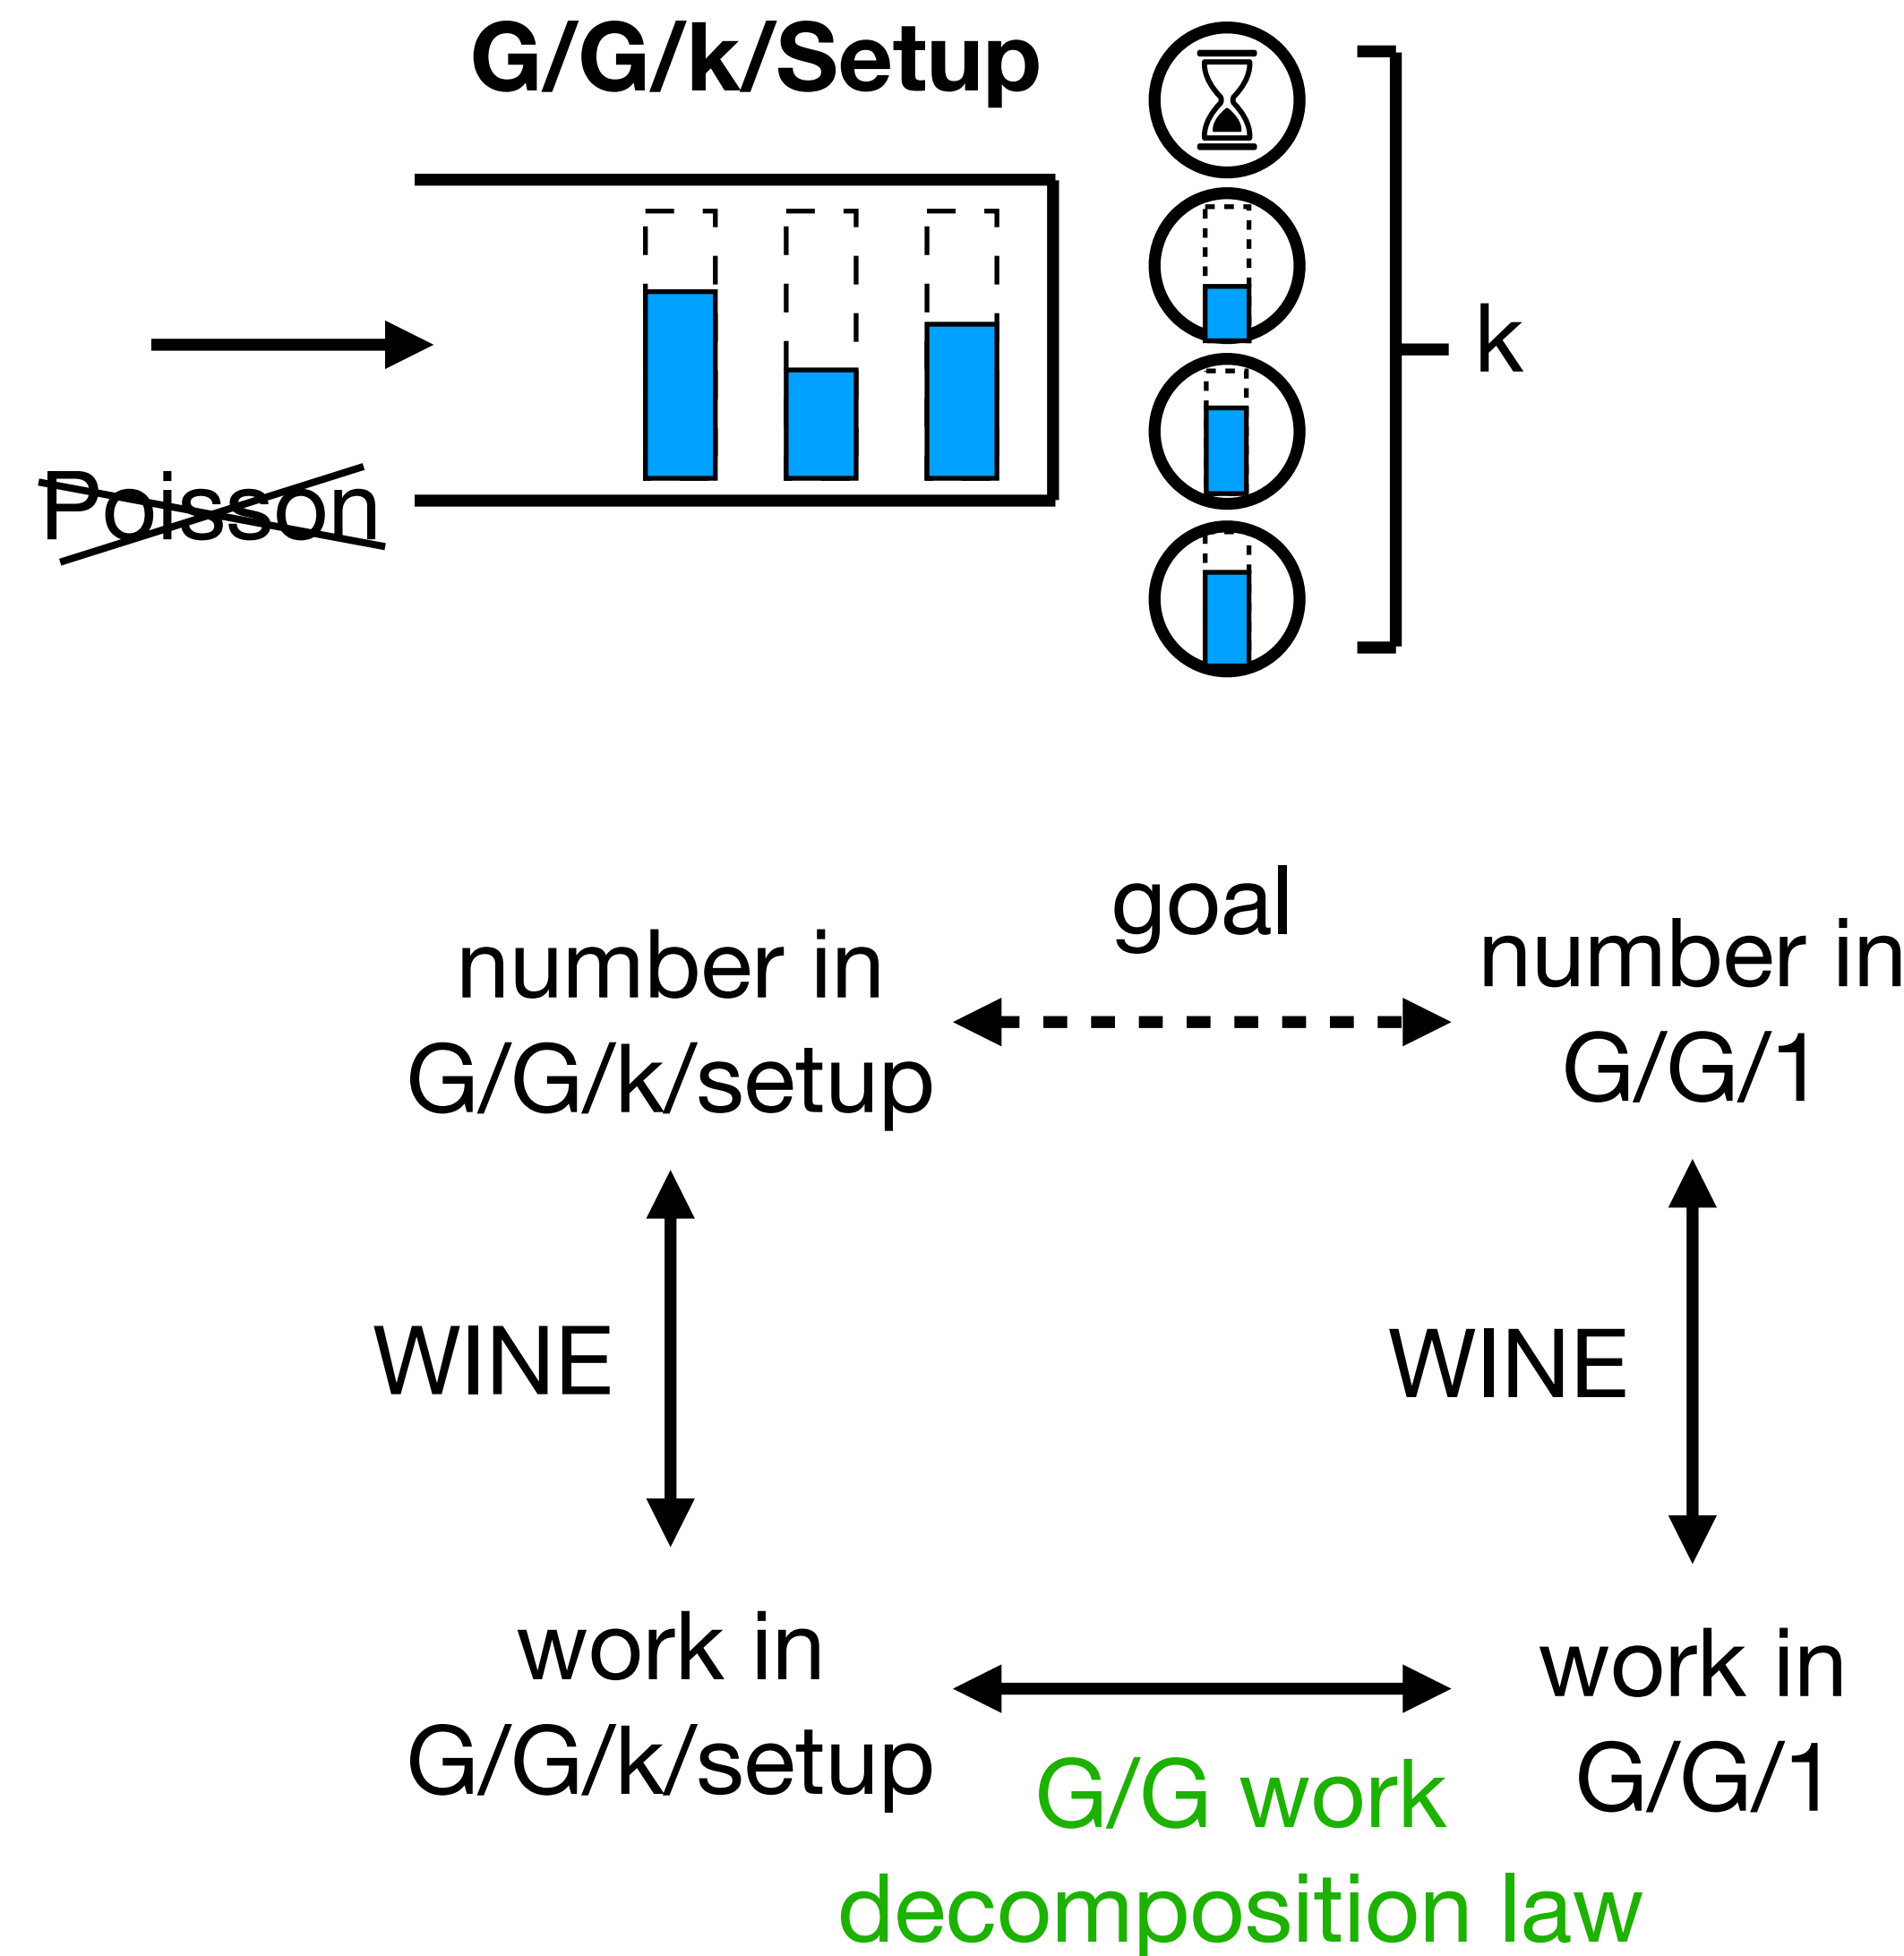 G/G/k/Setup
k
Poisson
goal
number in
G/G/k/setup
number in
G/G/1
WINE
WINE
work in
G/G/k/setup
work in
G/G/1
G/G work
decomposition law